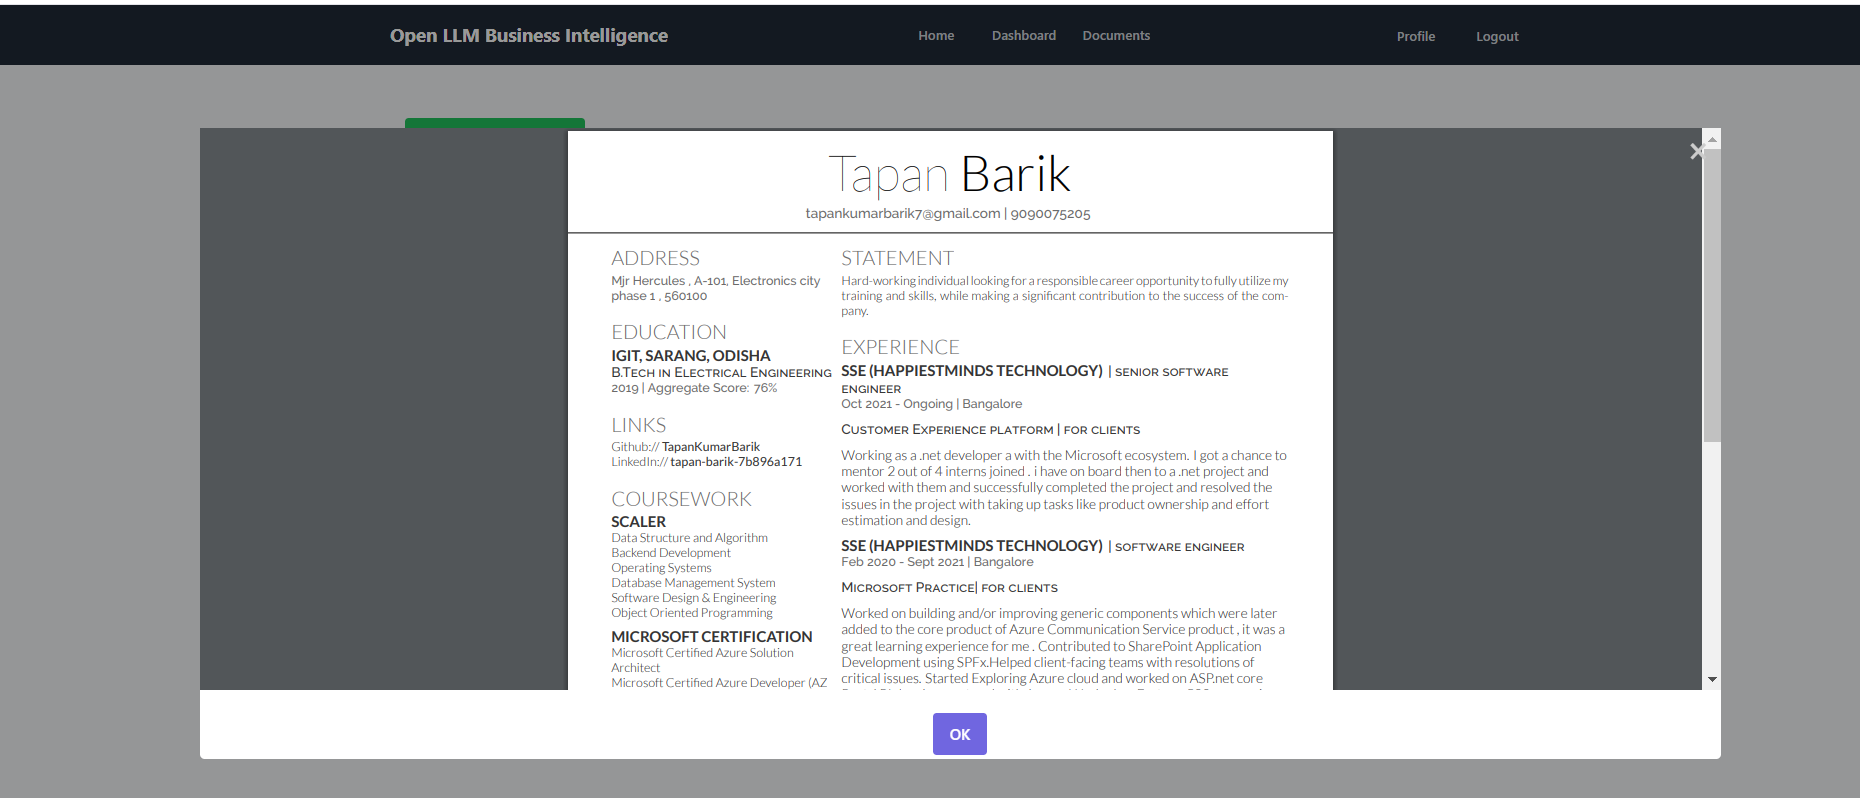 Open LLM Business Intelligence
Home Dashboard Documents
Profile Logout
Tapan Barik
tapankumarbarik7@gmail.com | 9090075205
ADDRESS
Mjr Hercules , A-101, Electronics city
phase 1 , 560100
EDUCATION
IGIT, SARANG, ODISHA
B.TECH IN ELECTRICAL ENGINEERING
2019 | Aggregate Score: 76%
LINKS
Github:// TapanKumarBarik
LinkedIn:// tapan-barik-7b896a171
COURSEWORK
SCALER
Data Structure and Algorithm
Backend Development
Operating Systems
Database Management System
Software Design & Engineering
Object Oriented Programming
MICROSOFT CERTIFICATION
Microsoft Certified Azure Solution
Architect
Microsoft Certified Azure Developer (AZ
STATEMENT
Hard-working individual looking for a responsible career opportunity to fully utilize my
training and skills, while making a significant contribution to the success of the com-
pany.
EXPERIENCE
SSE (HAPPIESTMINDS TECHNOLOGY) | SENIOR SOFTWARE
ENGINEER
Oct 2021 - Ongoing | Bangalore
CUSTOMER EXPERIENCE PLATFORM | FOR CLIENTS
Working as a .net developer a with the Microsoft ecosystem. I got a chance to
mentor 2 out of 4 interns joined . i have on board then to a .net project and
worked with them and successfully completed the project and resolved the
issues in the project with taking up tasks like product ownership and effort
estimation and design.
SSE (HAPPIESTMINDS TECHNOLOGY) | SOFTWARE ENGINEER
Feb 2020 - Sept 2021 | Bangalore
MICROSOFT PRACTICE| FOR CLIENTS
Worked on building and/or improving generic components which were later
added to the core product of Azure Communication Service product , it was a
great learning experience for me . Contributed to SharePoint Application
Development using SPFx.Helped client-facing teams with resolutions of
critical issues. Started Exploring Azure cloud and worked on ASP.net core
OK